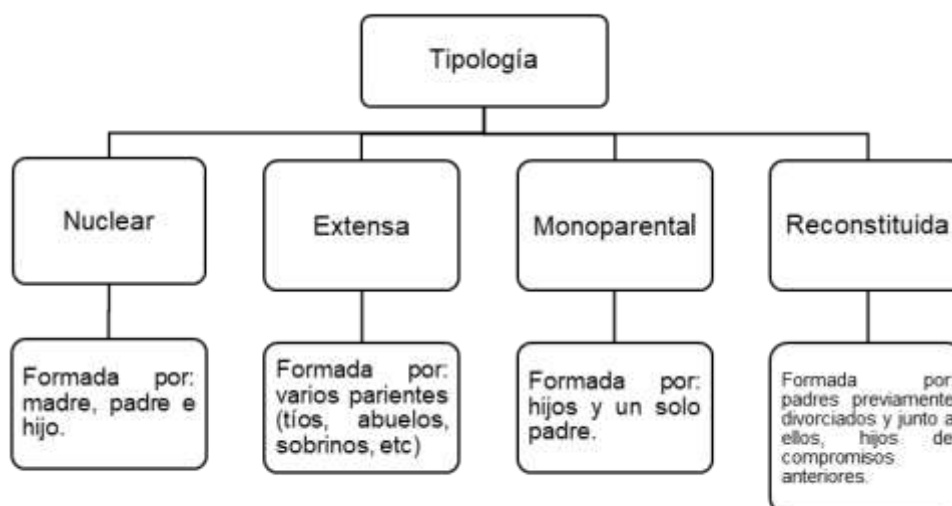 Tipología
Nuclear
Extensa
Monoparental
Reconstituida
Formada por:
madre, padre e
hijo.
Formada por:
varios parientes
(tíos, abuelos,
sobrinos, etc)
Formada por:
hijos y un solo
padre.
Formada por
padres previamente
divorciados y junto a
ellos, hijos de
compromisos
anteriores.